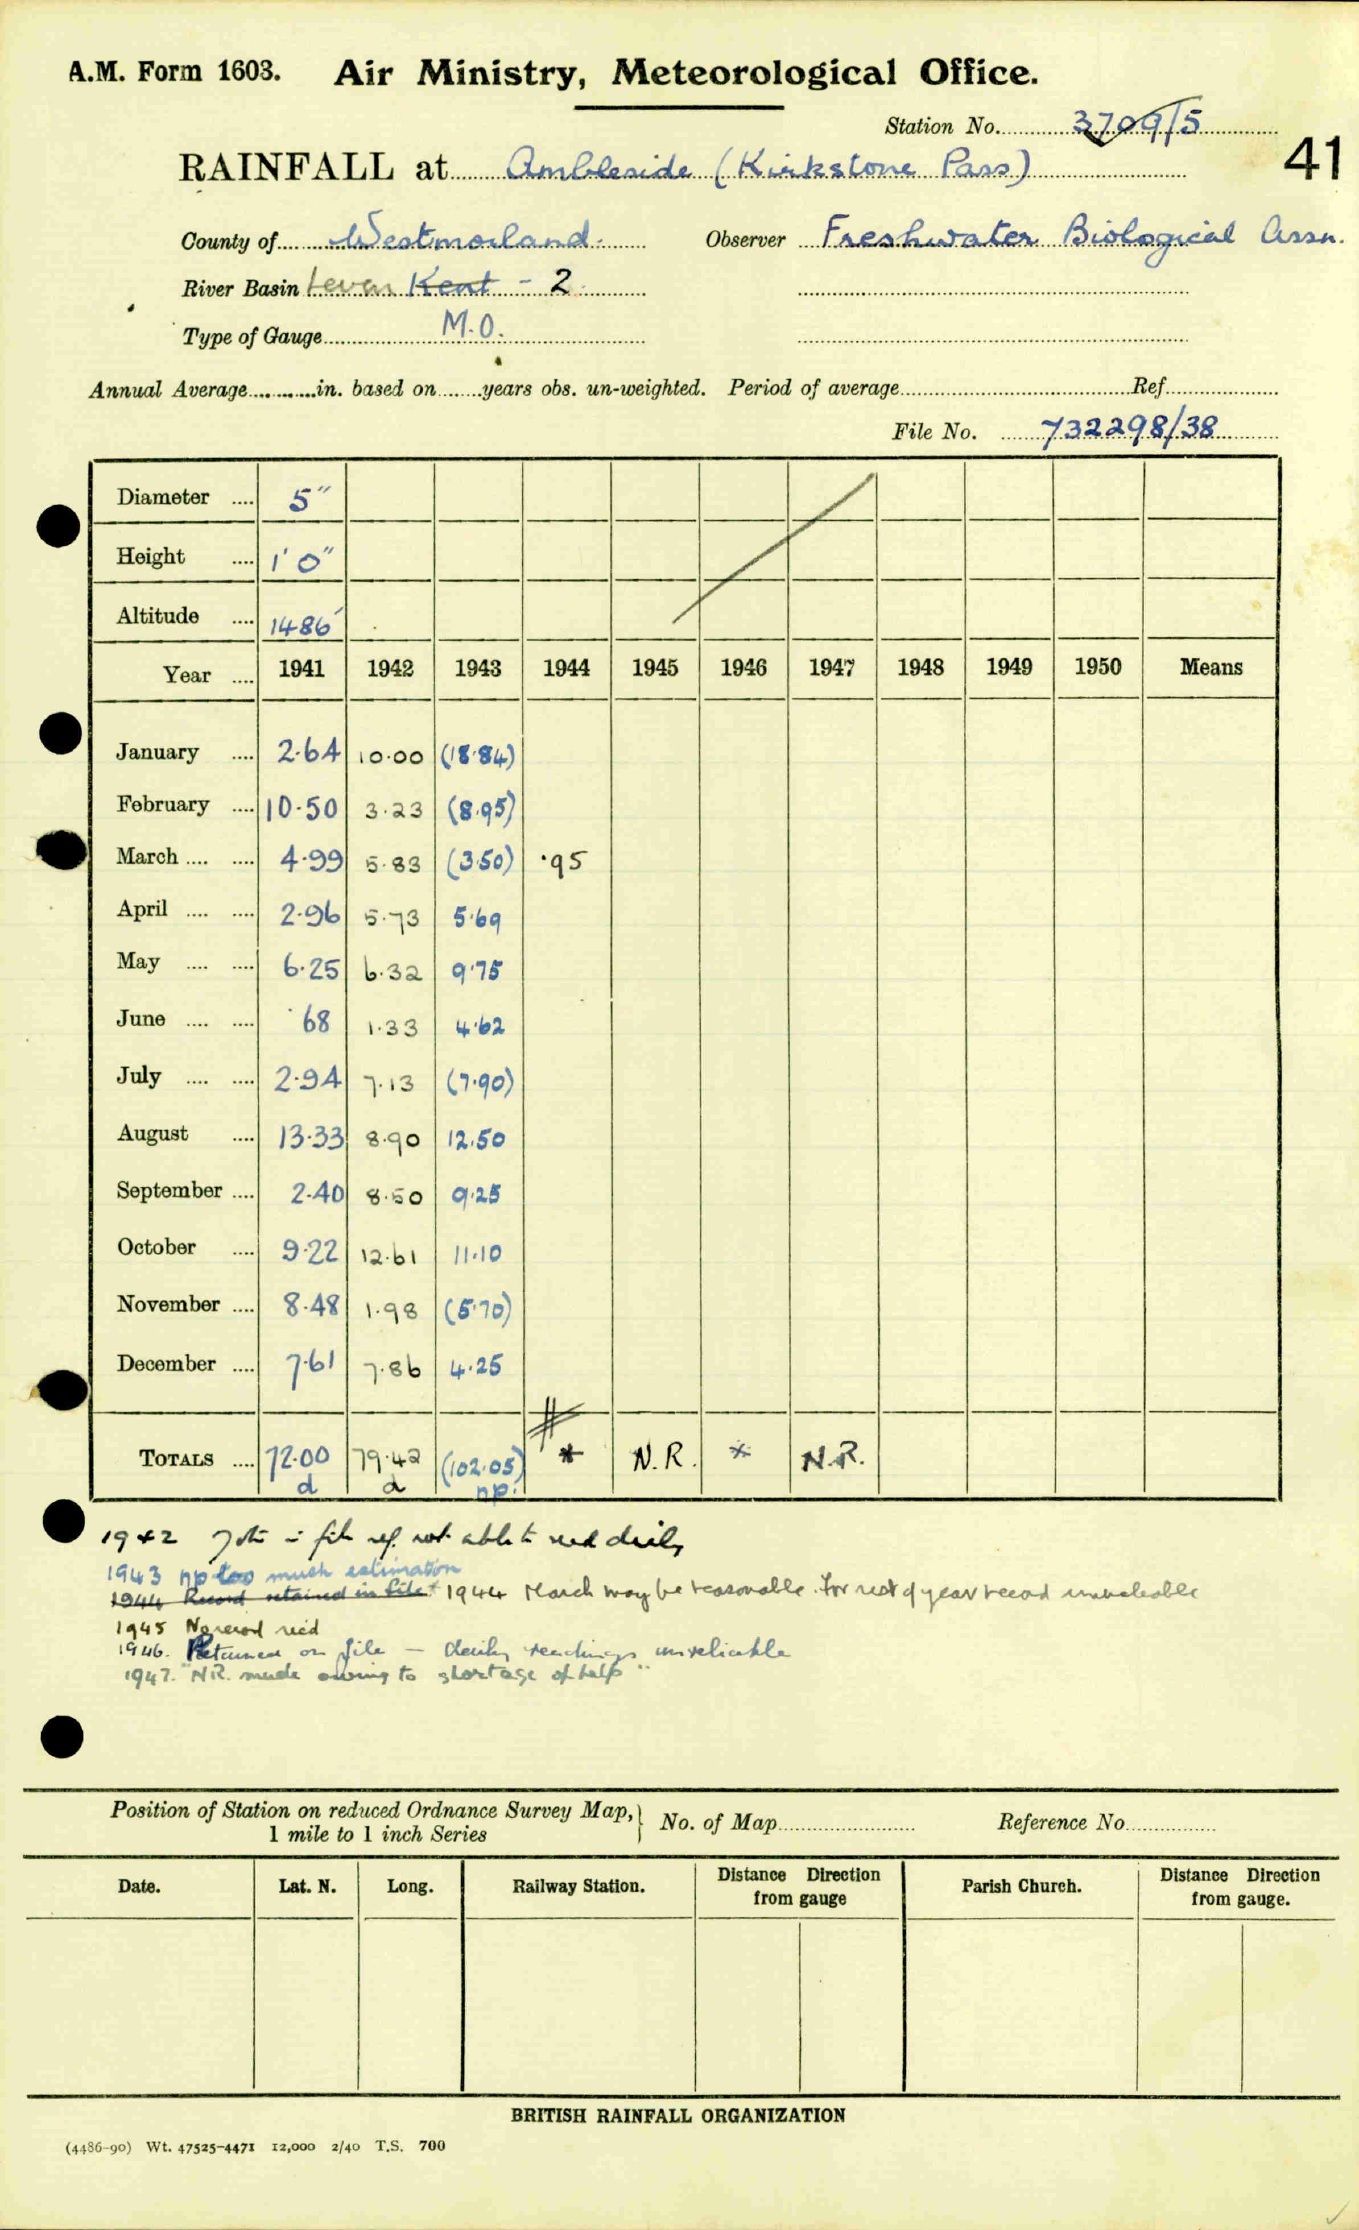 A.M. Form 1603. Air Ministry, Meteorological Office.
Station No. 3709/5
41
RAINFALL at Ambleside (Kirkstone Pass)
County of Westmorland. Observer Freshwater Biological Assn.
River Basin Leven Kent - 2
Type of Gauge M.O.
Annual Average in. based on years obs. un-weighted. Period of average Ref
File No. 732298/38
Diameter 5"
Height 1' 0"
Altitude 1486'
Year 1941 1942 1943 1944 1945 1946 1947 1948 1949 1950 Means
January 2.64 10.00 (18.84)
February 10.50 3.23 (8.95)
March 4.99 5.83 (3.50) .95
April 2.96 5.73 5.69
May 6.25 6.32 9.75
June .68 1.33 4.62
July 2.94 7.13 (7.90)
August 13.33 8.90 12.50
September 2.40 8.50 9.25
October 9.22 12.61 11.10
November 8.48 1.98 (5.70)
December 7.61 7.86 4.25
TOTALS 72.00 79.42 (102.05) * N.R. * N.R.
d d np.
1942 not able to read daily
1943 np too much estimation
1944 Record retained in file * 1944 March may be reasonable. For rest of year record unreliable
1945 No record rec'd
1946. Retained on file — daily readings unreliable
1947. "NR. made owing to shortage of help"
Position of Station on reduced Ordnance Survey Map, } No. of Map Reference No
1 mile to 1 inch Series
Date. Lat. N. Long. Railway Station. Distance Direction from gauge Parish Church. Distance Direction from gauge.
BRITISH RAINFALL ORGANIZATION
(4486-90) Wt. 47525-4471 12,000 2/40 T.S. 700